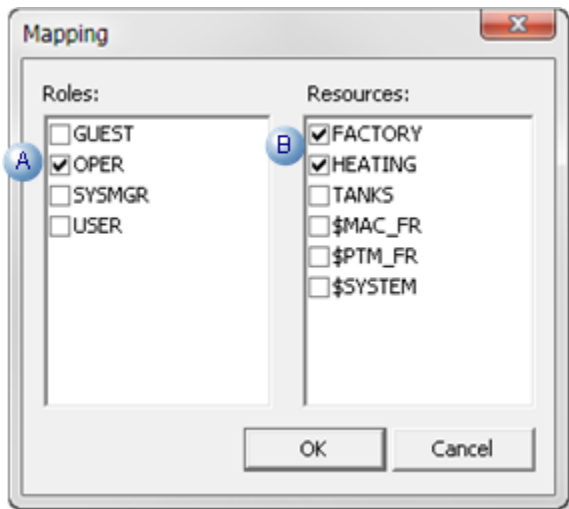 Mapping
Roles:
GUEST
OPER
SYSMGR
USER
Resources:
FACTORY
HEATING
TANKS
$MAC_FR
$PTM_FR
$SYSTEM
A
B
OK
Cancel